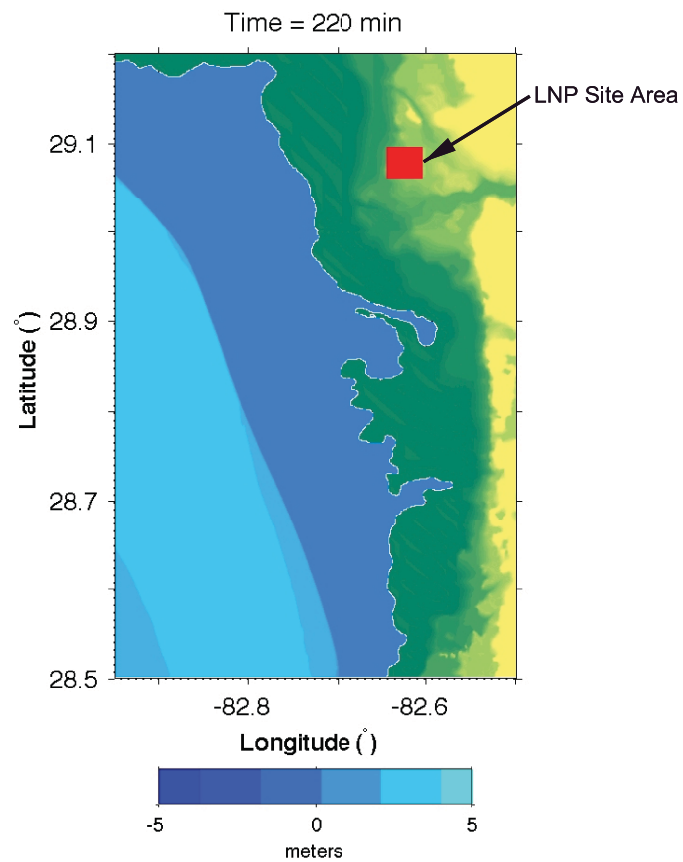 Time = 220 min
LNP Site Area
29.1
28.9
28.7
28.5
Latitude (°)
-82.8 -82.6
Longitude (°)
-5 0 5
meters